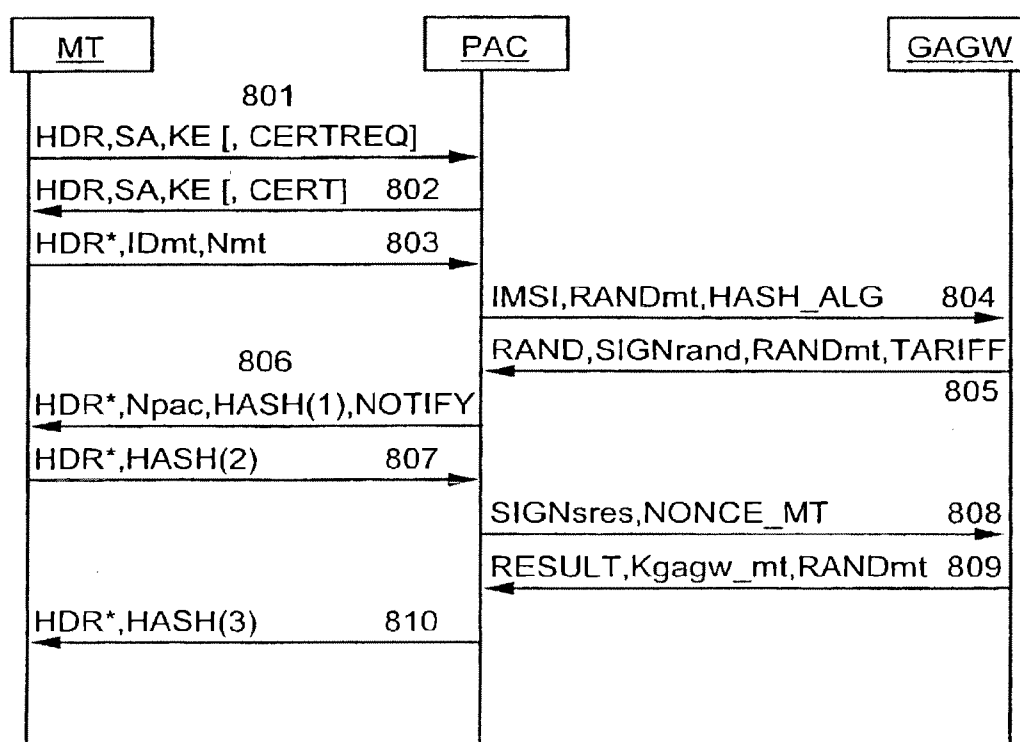 MT
PAC
GAGW
801
HDR,SA,KE [, CERTREQ]
HDR,SA,KE [, CERT] 802
HDR*,IDmt,Nmt 803
IMSI,RANDmt,HASH_ALG 804
RAND,SIGNrand,RANDmt,TARIFF
805
806
HDR*,Npac,HASH(1),NOTIFY
HDR*,HASH(2) 807
SIGNsres,NONCE_MT 808
RESULT,Kgagw_mt,RANDmt 809
HDR*,HASH(3) 810